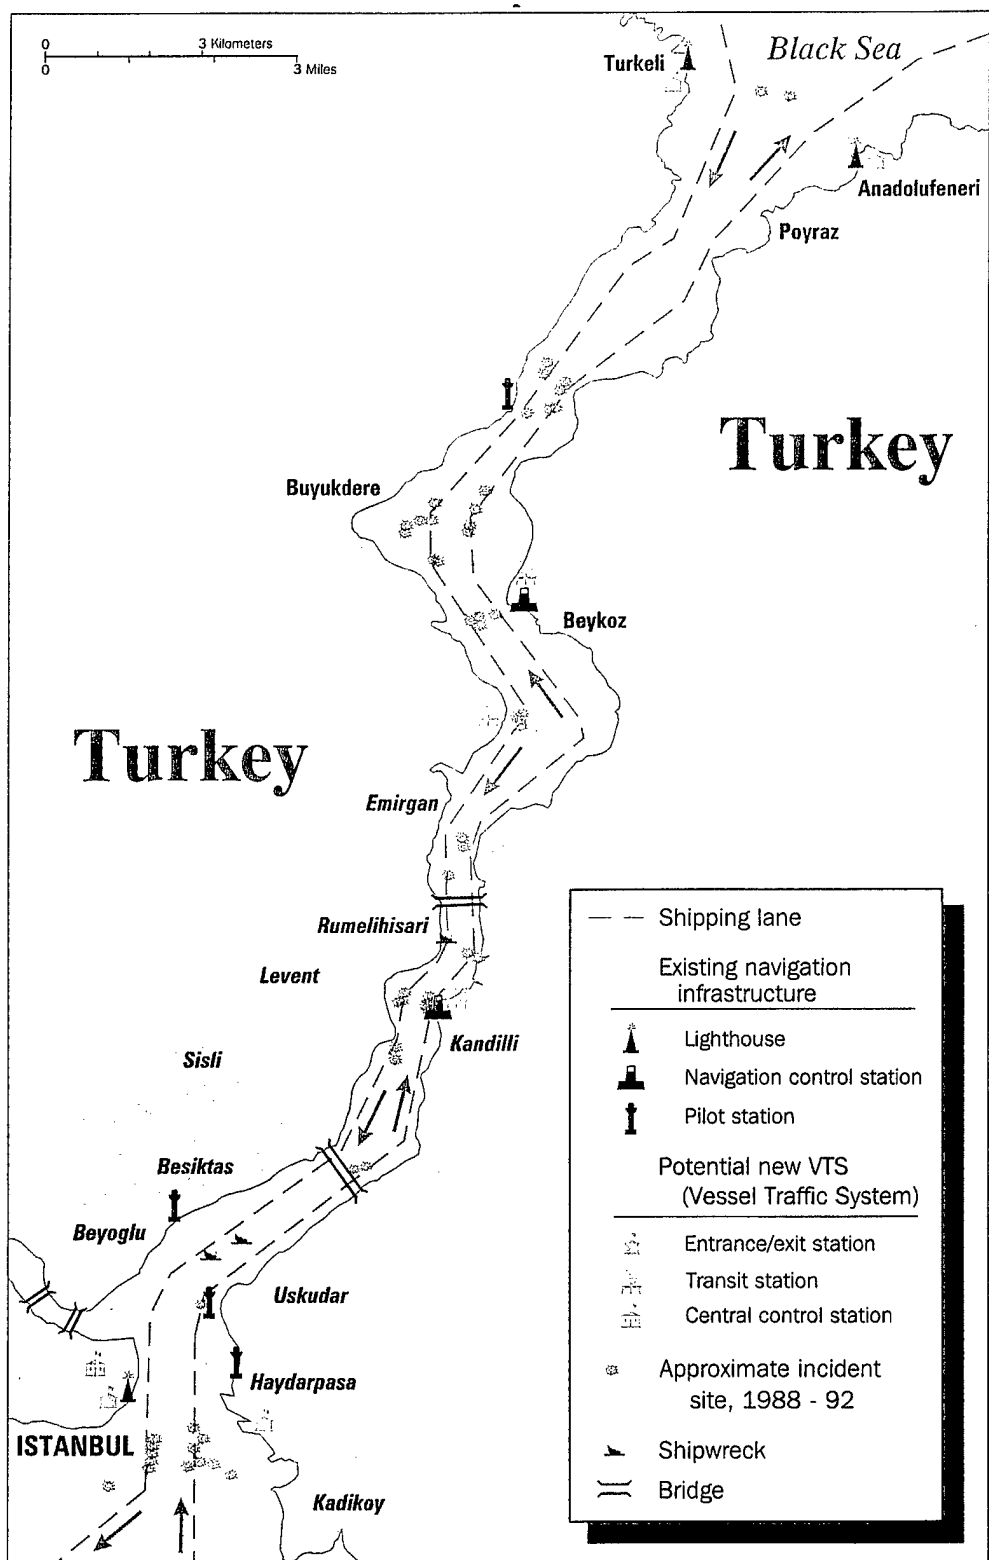 0 3 Kilometers
0 3 Miles
Turkeli
Black Sea
Anadolufeneri
Poyraz
Turkey
Buyukdere
Beykoz
Turkey
Emirgan
Rumelihisari
Levent
Kandilli
Sisli
Besiktas
Beyoglu
Uskudar
Haydarpasa
ISTANBUL
Kadikoy
Shipping lane
Existing navigation
infrastructure
Lighthouse
Navigation control station
Pilot station
Potential new VTS
(Vessel Traffic System)
Entrance/exit station
Transit station
Central control station
Approximate incident
site, 1988 - 92
Shipwreck
Bridge